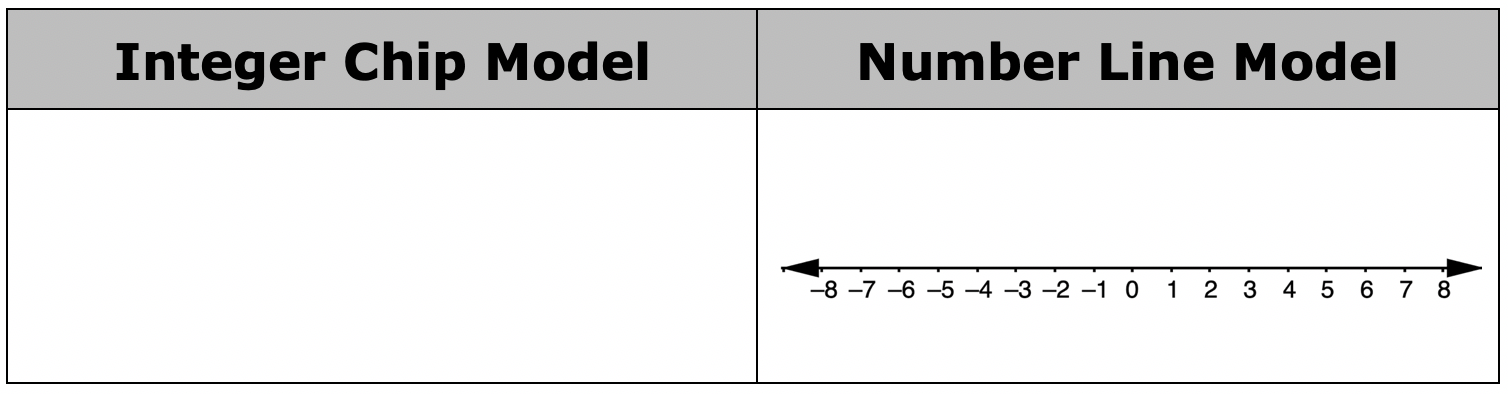 Integer Chip Model
Number Line Model
–8 –7 –6 –5 –4 –3 –2 –1 0 1 2 3 4 5 6 7 8